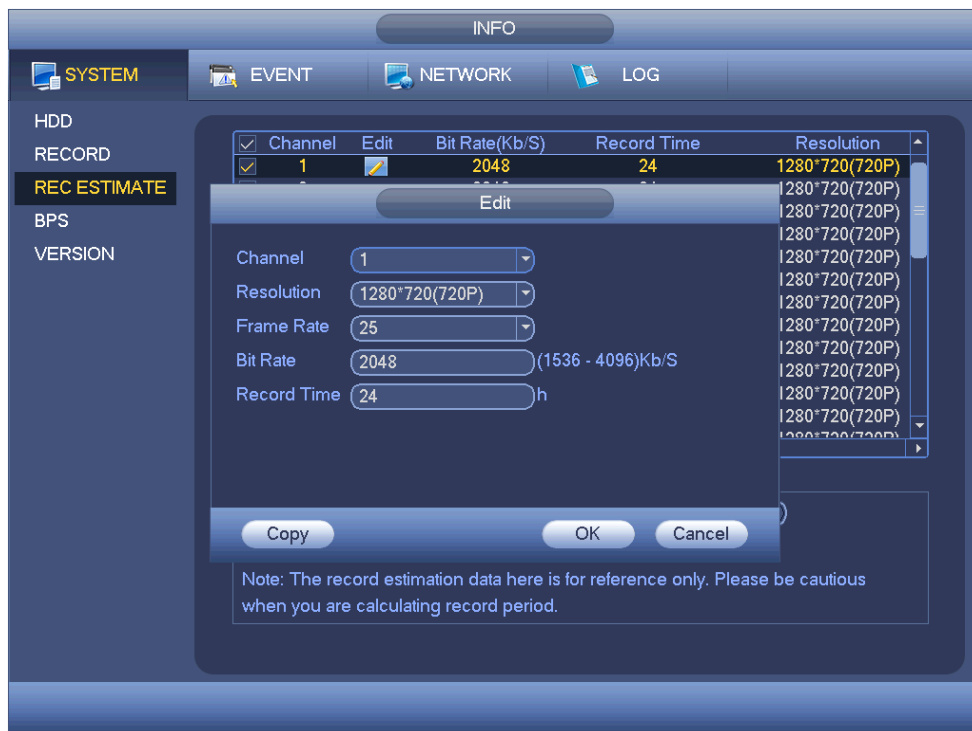 INFO
SYSTEM EVENT NETWORK LOG
HDD
RECORD
REC ESTIMATE
BPS
VERSION
Channel Edit Bit Rate(Kb/S) Record Time Resolution
1 2048 24 1280*720(720P)
1280*720(720P)
1280*720(720P)
1280*720(720P)
1280*720(720P)
1280*720(720P)
1280*720(720P)
1280*720(720P)
1280*720(720P)
1280*720(720P)
1280*720(720P)
1280*720(720P)
1280*720(720P)
Edit
Channel 1
Resolution 1280*720(720P)
Frame Rate 25
Bit Rate 2048 (1536 - 4096)Kb/S
Record Time 24 h
Copy OK Cancel
Note: The record estimation data here is for reference only. Please be cautious
when you are calculating record period.